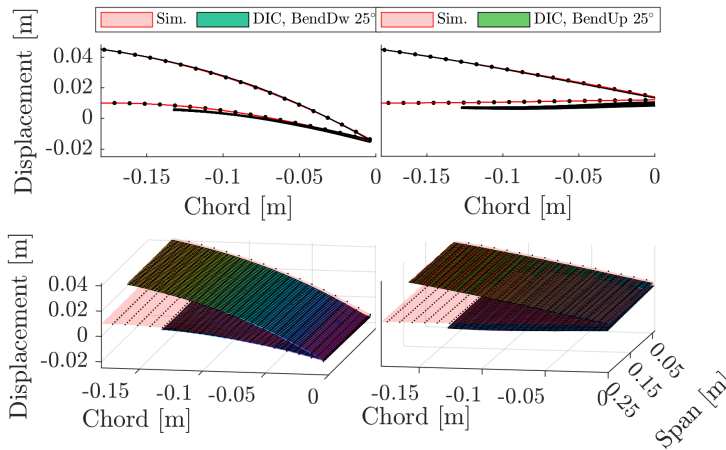 Sim. DIC, BendDw 25° Sim. DIC, BendUp 25°
Displacement [m]
0.04
0.02
0
-0.02
-0.15 -0.1 -0.05 0 -0.15 -0.1 -0.05 0
Chord [m] Chord [m]
Displacement [m]
0.04
0.02
0
-0.02
-0.15 -0.1 -0.05 0 -0.15 -0.1 -0.05 0
Chord [m] Chord [m]
0.05
0.15
0.25
Span [m]